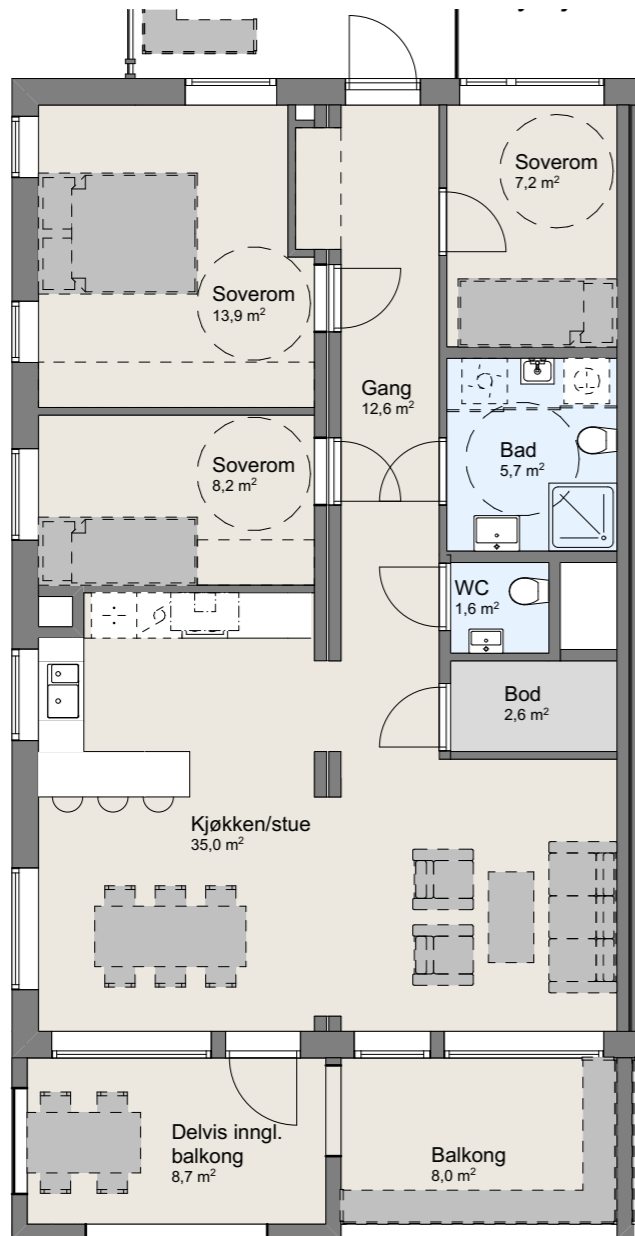 Soverom
7,2 m²
Soverom
13,9 m²
Gang
12,6 m²
Soverom
8,2 m²
Bad
5,7 m²
WC
1,6 m²
Bod
2,6 m²
Kjøkken/stue
35,0 m²
Delvis inngl.
balkong
8,7 m²
Balkong
8,0 m²